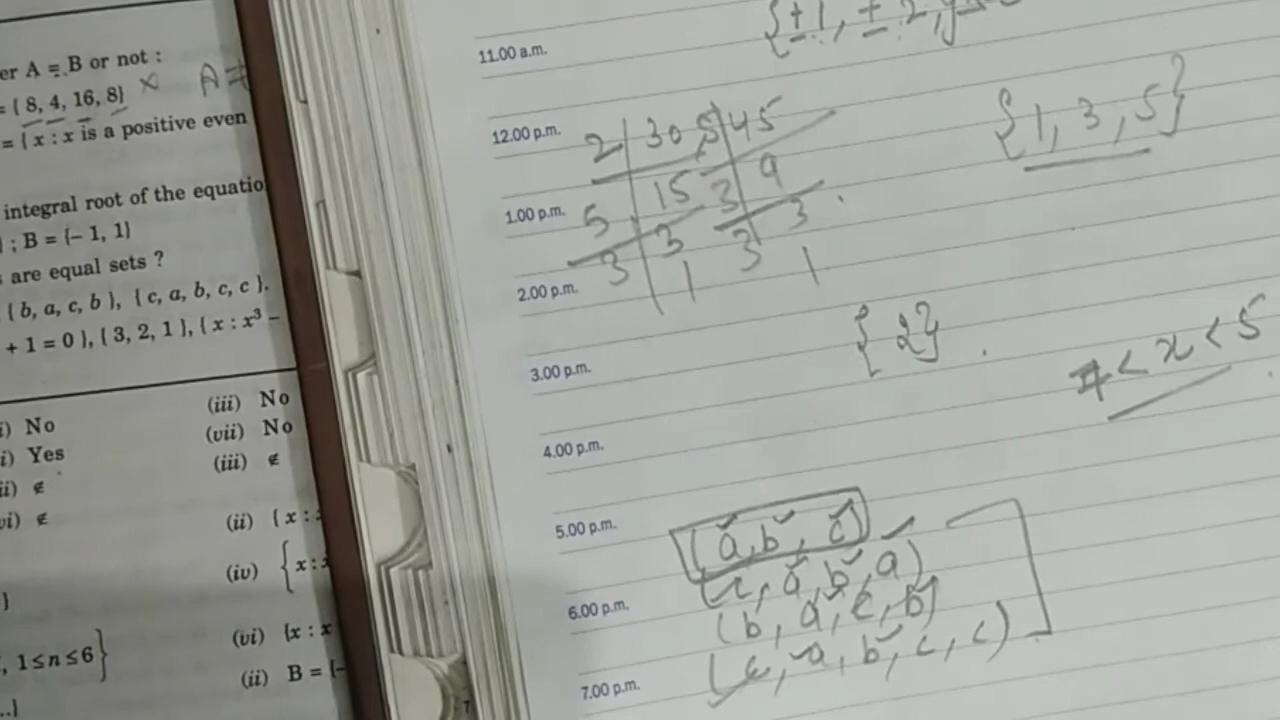 er A = B or not :
= { 8, 4, 16, 8} × A ≠
= { x : x is a positive even
integral root of the equatio
} ; B = {– 1, 1}
s are equal sets ?
{ b, a, c, b }, { c, a, b, c, c },
+ 1 = 0 }, { 3, 2, 1 }, { x : x³ –
i) No
(iii) No
i) Yes
(vii) No
ii) ∉
(iii) ∉
vi) ∉
(ii) { x :
(iv) { x :
}
, 1 ≤ n ≤ 6 }
(vi) {x : x
(ii) B = {–
..}
11.00 a.m.
{± 1, ± 2,
12.00 p.m.
2 | 30, 5 | 45
{1, 3, 5}
1.00 p.m.
15 3 9
5 3 3 3
2.00 p.m.
3 1 1
3.00 p.m.
{2}
< x < 5
4.00 p.m.
5.00 p.m.
(a, b, c)
a, b, a)
6.00 p.m.
(b, a, c, b)
(c, a, b, c, c)
7.00 p.m.
7